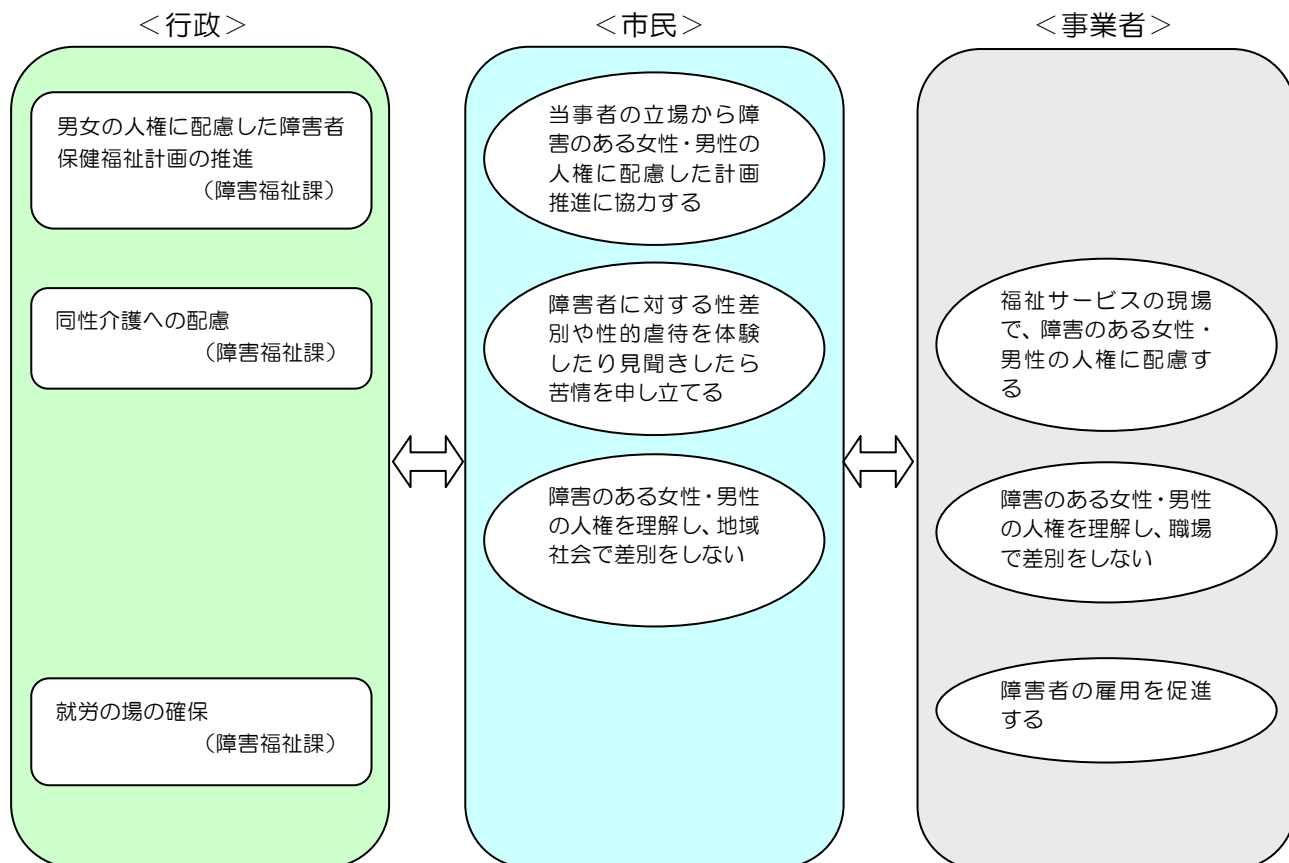 ＜行政＞
男女の人権に配慮した障害者
保健福祉計画の推進
（障害福祉課）
同性介護への配慮
（障害福祉課）
就労の場の確保
（障害福祉課）
＜市民＞
当事者の立場から障
害のある女性・男性の
人権に配慮した計画
推進に協力する
障害者に対する性差
別や性的虐待を体験
したり見聞きしたら
苦情を申し立てる
障害のある女性・男性
の人権を理解し、地域
社会で差別をしない
＜事業者＞
福祉サービスの現場
で、障害のある女性・
男性の人権に配慮す
る
障害のある女性・男性
の人権を理解し、職場
で差別をしない
障害者の雇用を促進
する